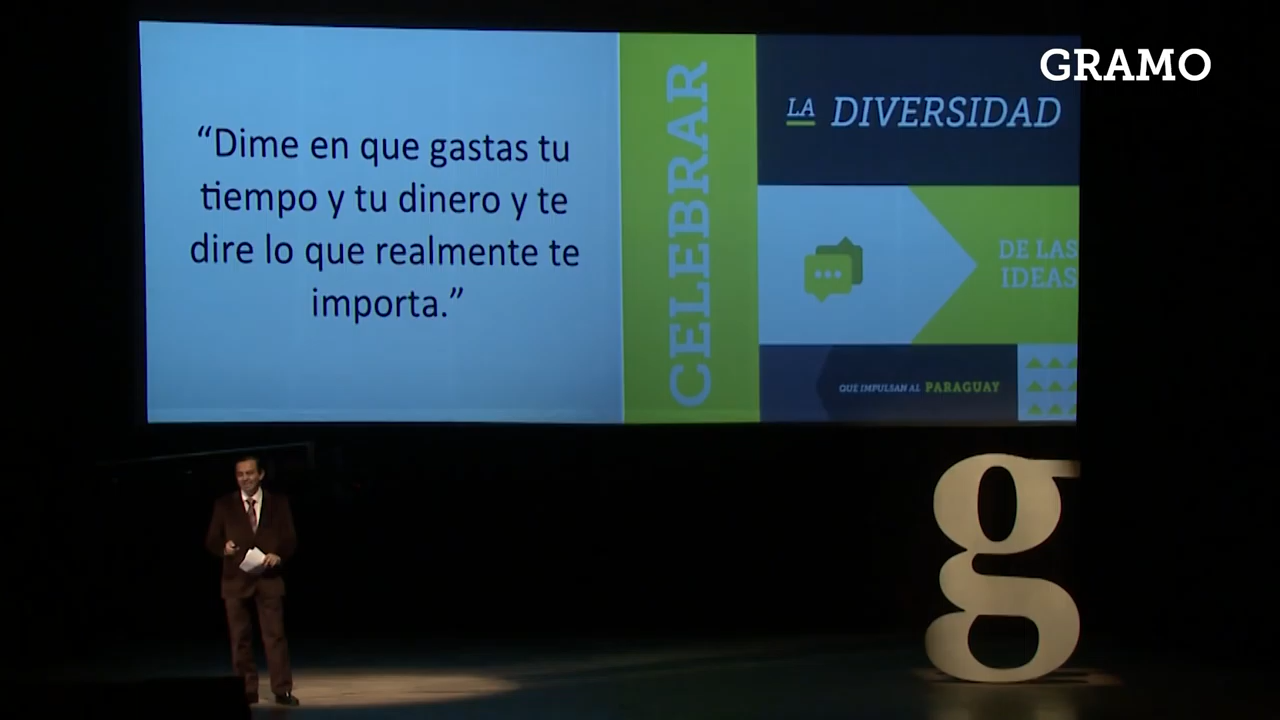 GRAMO
“Dime en que gastas tu
tiempo y tu dinero y te
dire lo que realmente te
importa.”
CELEBRAR
LA DIVERSIDAD
DE LAS
IDEAS
QUE IMPULSAN AL PARAGUAY
g